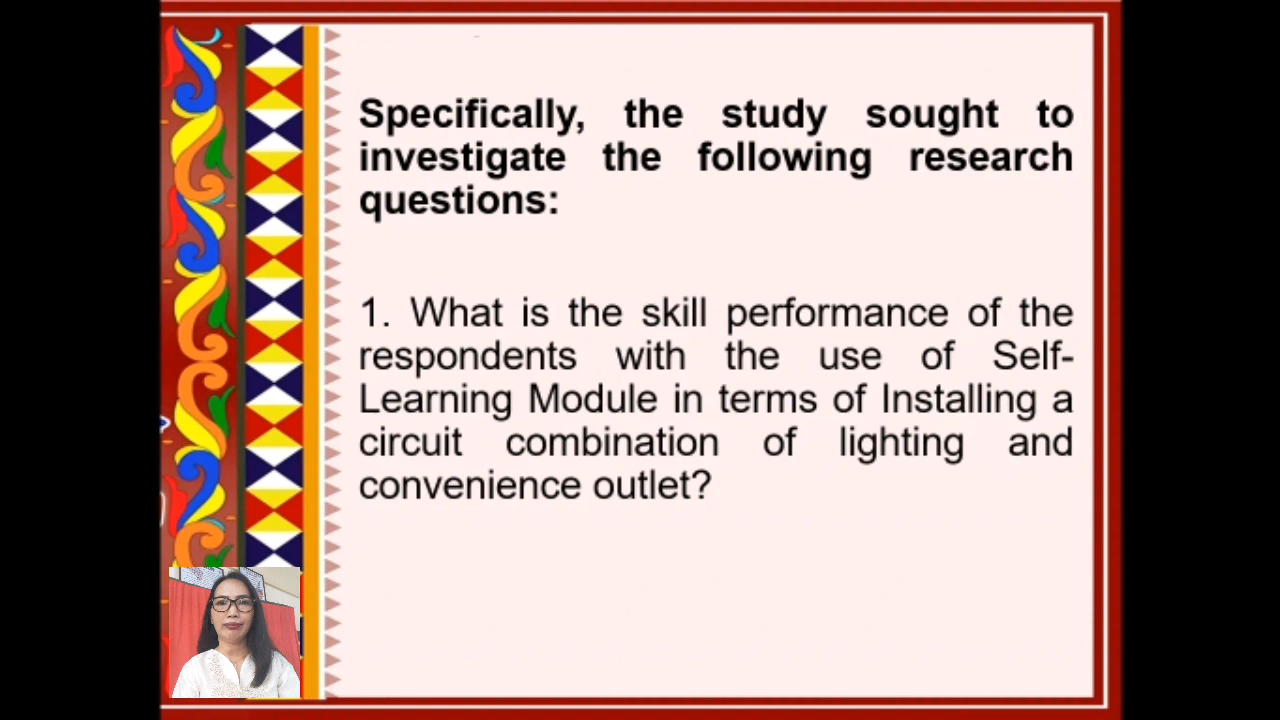 Specifically, the study sought to
investigate the following research
questions:
1. What is the skill performance of the
respondents with the use of Self-
Learning Module in terms of Installing a
circuit combination of lighting and
convenience outlet?